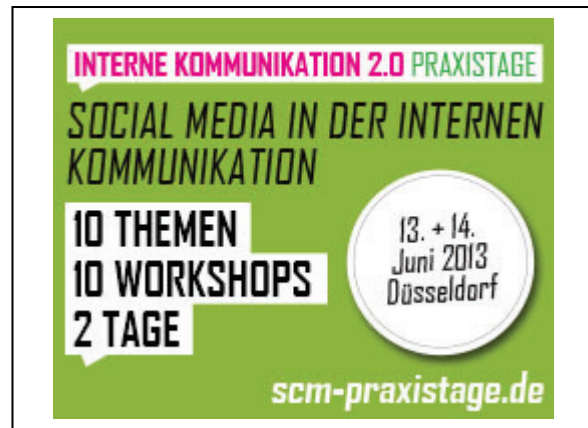 INTERNE KOMMUNIKATION 2.0 PRAXISTAGE
SOCIAL MEDIA IN DER INTERNEN
KOMMUNIKATION
10 THEMEN
10 WORKSHOPS
2 TAGE
13. + 14.
Juni 2013
Düsseldorf
scm-praxistage.de